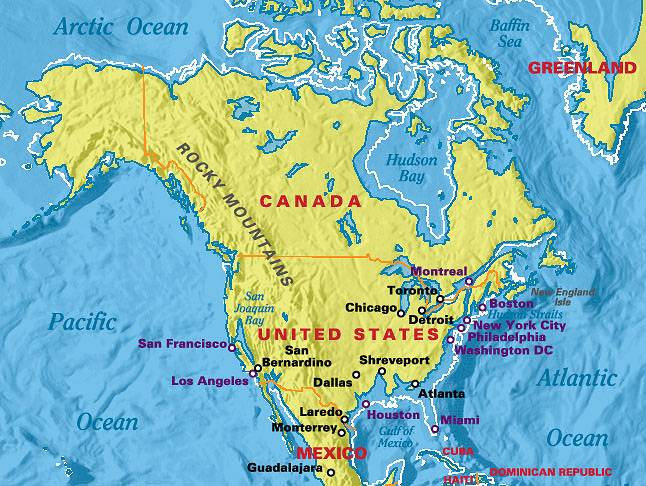 Arctic Ocean
Baffin
Sea
GREENLAND
ROCKY MOUNTAINS
Hudson
Bay
CANADA
Montreal
Toronto
New England
Isle
San
Joaquin
Bay
Chicago
Detroit
Boston
Hudson Straits
Pacific
UNITED STATES
New York City
Philadelphia
San Francisco
San
Bernardino
Shreveport
Washington DC
Los Angeles
Dallas
Atlanta
Atlantic
Laredo
Houston
Miami
Ocean
Monterrey
Gulf of
Mexico
Ocean
MEXICO
CUBA
Guadalajara
HAITI
DOMINICAN REPUBLIC